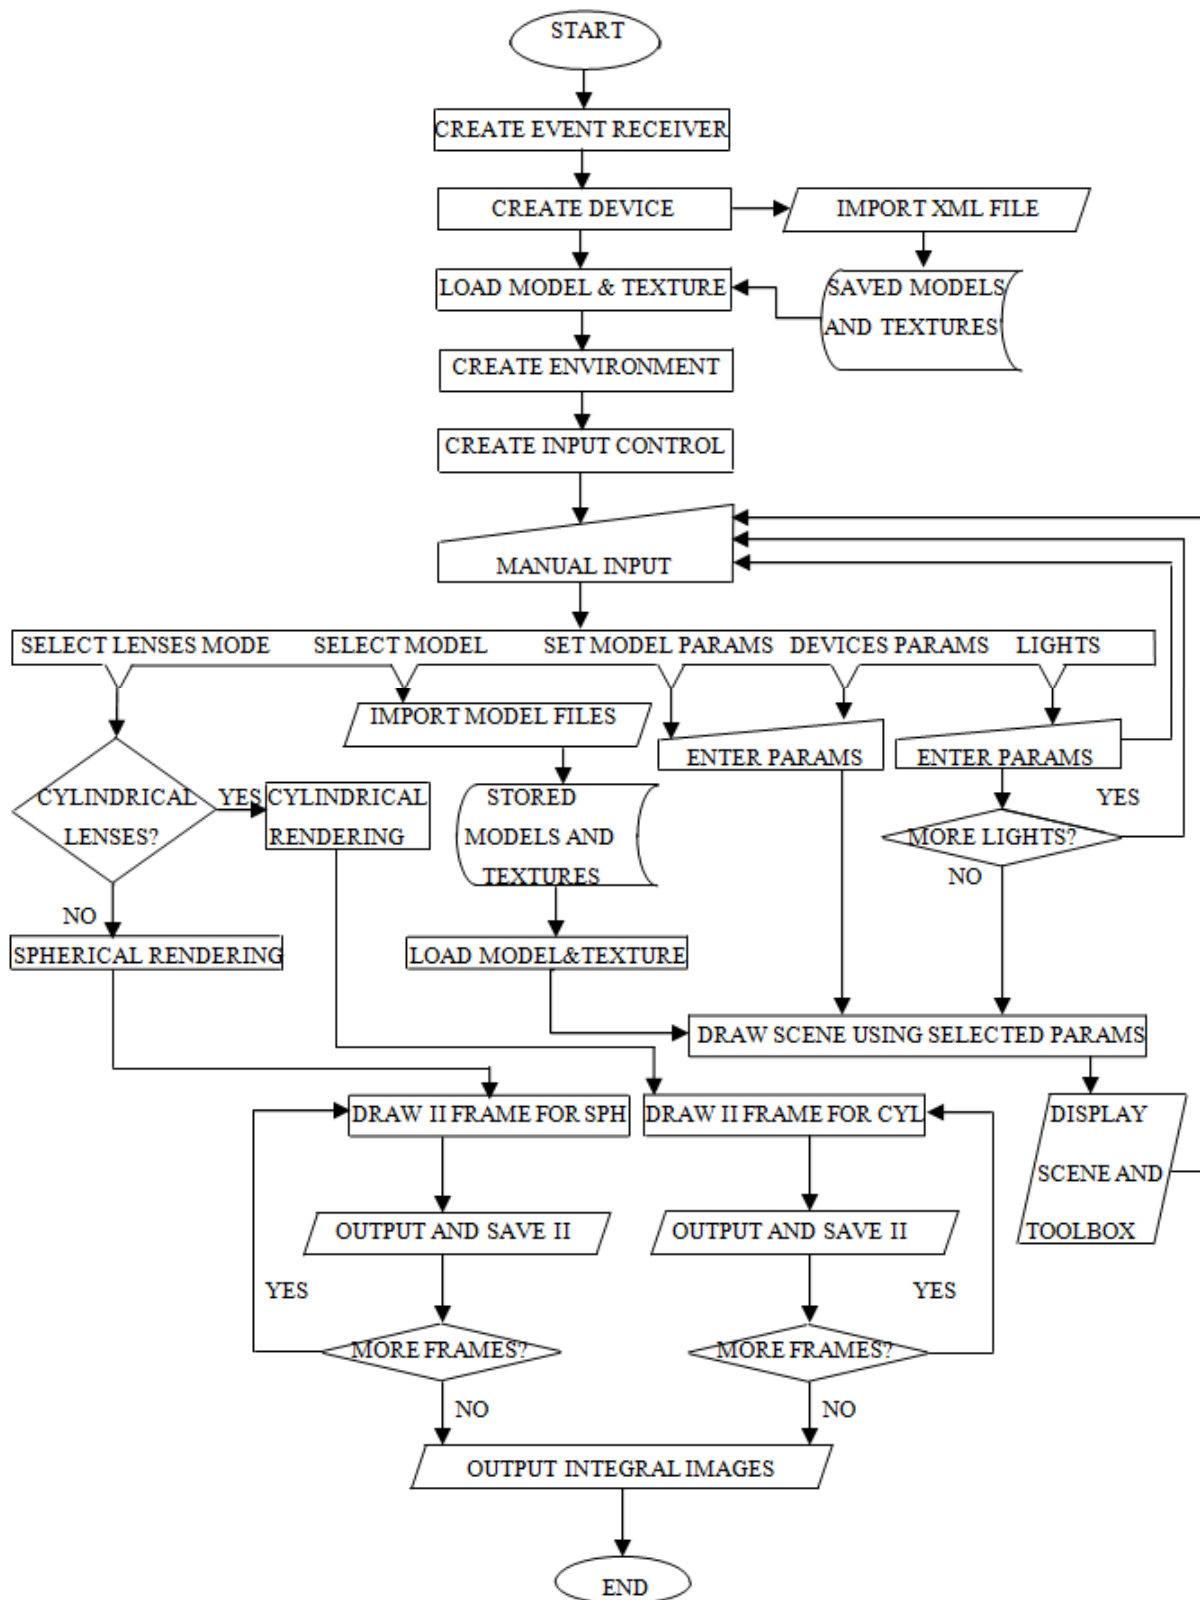 START
CREATE EVENT RECEIVER
CREATE DEVICE
IMPORT XML FILE
LOAD MODEL & TEXTURE
SAVED MODELS
AND TEXTURES
CREATE ENVIRONMENT
CREATE INPUT CONTROL
MANUAL INPUT
SELECT LENSES MODE SELECT MODEL SET MODEL PARAMS DEVICES PARAMS LIGHTS
IMPORT MODEL FILES
ENTER PARAMS
ENTER PARAMS
CYLINDRICAL
LENSES?
YES
CYLINDRICAL
RENDERING
STORED
MODELS AND
TEXTURES
YES
MORE LIGHTS?
NO
NO
SPHERICAL RENDERING
LOAD MODEL&TEXTURE
DRAW SCENE USING SELECTED PARAMS
DRAW II FRAME FOR SPH
DRAW II FRAME FOR CYL
DISPLAY
SCENE AND
TOOLBOX
OUTPUT AND SAVE II
OUTPUT AND SAVE II
YES
YES
MORE FRAMES?
MORE FRAMES?
NO
NO
OUTPUT INTEGRAL IMAGES
END